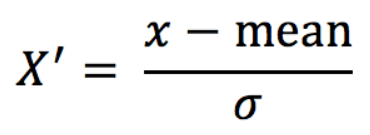 X′ = (x − mean) / σ